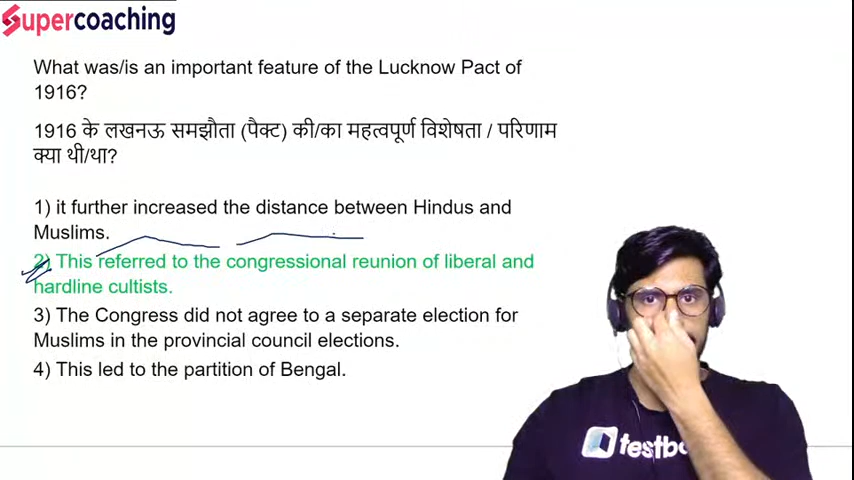 Supercoaching
What was/is an important feature of the Lucknow Pact of
1916?
1916 के लखनऊ समझौता (पैक्ट) की/का महत्वपूर्ण विशेषता / परिणाम
क्या थी/था?
1) it further increased the distance between Hindus and
Muslims.
2) This referred to the congressional reunion of liberal and
hardline cultists.
3) The Congress did not agree to a separate election for
Muslims in the provincial council elections.
4) This led to the partition of Bengal.